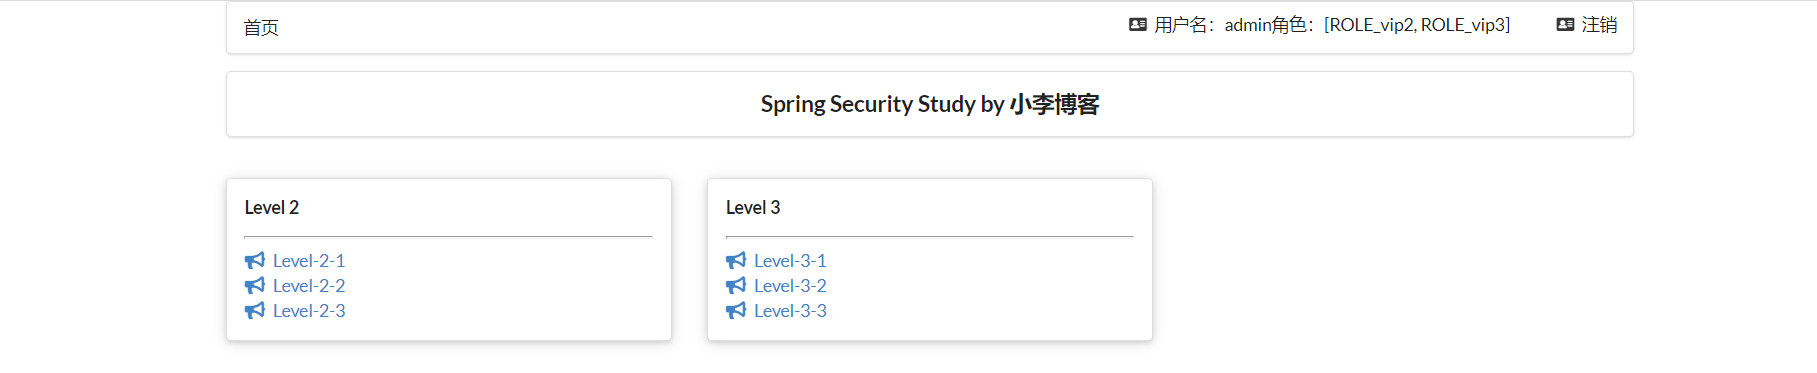 首页
用户名：admin角色：[ROLE_vip2, ROLE_vip3]
注销
Spring Security Study by 小李博客
Level 2
Level-2-1
Level-2-2
Level-2-3
Level 3
Level-3-1
Level-3-2
Level-3-3